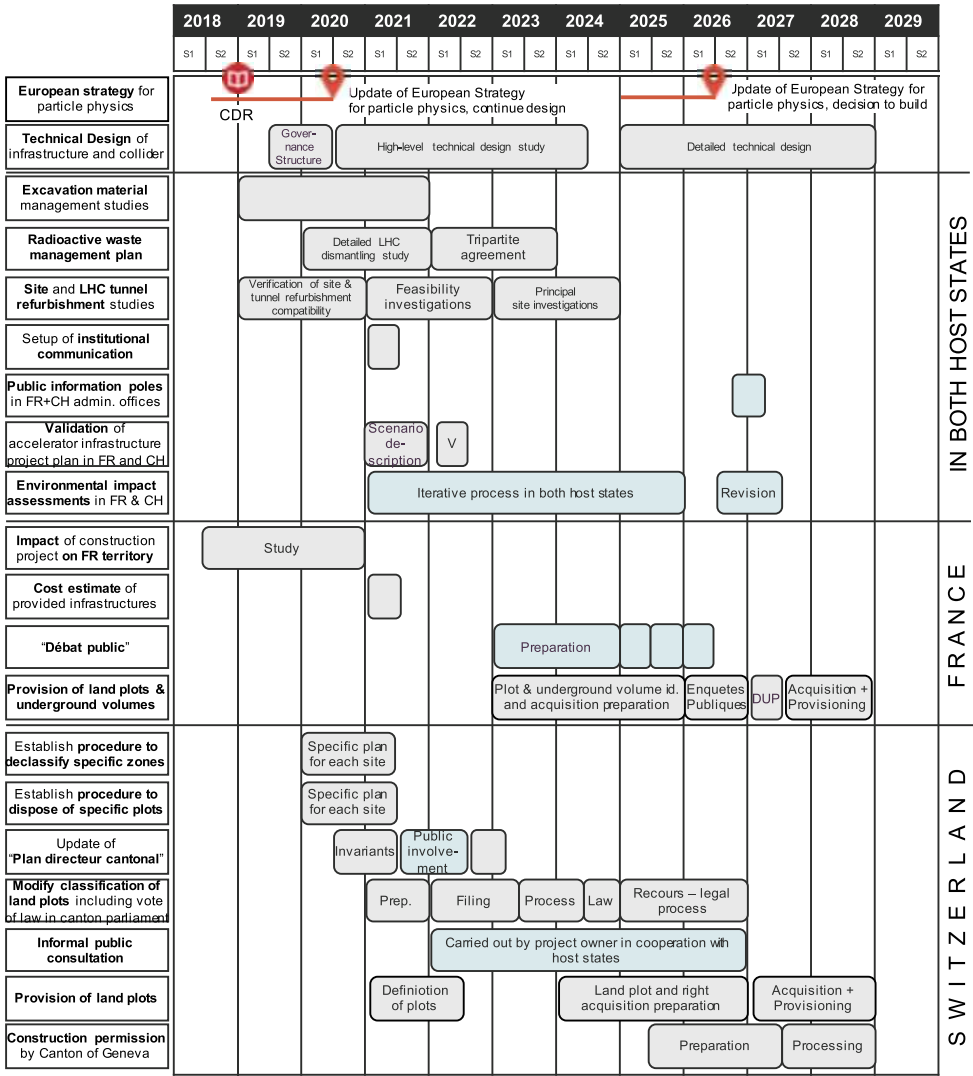 2018 2019 2020 2021 2022 2023 2024 2025 2026 2027 2028 2029
S1 S2 S1 S2 S1 S2 S1 S2 S1 S2 S1 S2 S1 S2 S1 S2 S1 S2 S1 S2 S1 S2 S1 S2
European strategy for
particle physics
CDR
Update of European Strategy
for particle physics, continue design
Update of European Strategy for
particle physics, decision to build
Technical Design of
infrastructure and collider
Gover-
nance
Structure
High-level technical design study
Detailed technical design
Excavation material
management studies
Radioactive waste
management plan
Detailed LHC
dismantling study
Tripartite
agreement
Site and LHC tunnel
refurbishment studies
Verification of site &
tunnel refurbishment
compatibility
Feasibility
investigations
Principal
site investigations
Setup of institutional
communication
Public information poles
in FR+CH admin. offices
Validation of
accelerator infrastructure
project plan in FR and CH
Scenario
de-
scription
V
Environmental impact
assessments in FR & CH
Iterative process in both host states
Revision
IN BOTH HOST STATES
Impact of construction
project on FR territory
Study
Cost estimate of
provided infrastructures
“Débat public”
Preparation
Provision of land plots &
underground volumes
Plot & underground volume id.
and acquisition preparation
Enquetes
Publiques
DUP
Acquisition +
Provisioning
FRANCE
Establish procedure to
declassify specific zones
Specific plan
for each site
Establish procedure to
dispose of specific plots
Specific plan
for each site
Update of
“Plan directeur cantonal”
Invariants
Public
involve-
ment
Modify classification of
land plots including vote
of law in canton parliament
Prep.
Filing
Process
Law
Recours – legal
process
Informal public
consultation
Carried out by project owner in cooperation with
host states
Provision of land plots
Definiotion
of plots
Land plot and right
acquisition preparation
Acquisition +
Provisioning
Construction permission
by Canton of Geneva
Preparation
Processing
SWITZERLAND